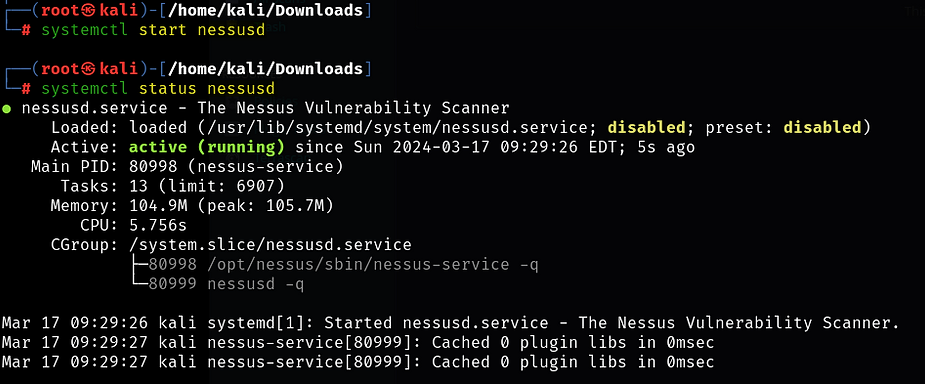 ┌──(root㉿kali)-[/home/kali/Downloads]
└─# systemctl start nessusd
┌──(root㉿kali)-[/home/kali/Downloads]
└─# systemctl status nessusd
● nessusd.service - The Nessus Vulnerability Scanner
Loaded: loaded (/usr/lib/systemd/system/nessusd.service; disabled; preset: disabled)
Active: active (running) since Sun 2024-03-17 09:29:26 EDT; 5s ago
Main PID: 80998 (nessus-service)
Tasks: 13 (limit: 6907)
Memory: 104.9M (peak: 105.7M)
CPU: 5.756s
CGroup: /system.slice/nessusd.service
├─80998 /opt/nessus/sbin/nessus-service -q
└─80999 nessusd -q
Mar 17 09:29:26 kali systemd[1]: Started nessusd.service - The Nessus Vulnerability Scanner.
Mar 17 09:29:27 kali nessus-service[80999]: Cached 0 plugin libs in 0msec
Mar 17 09:29:27 kali nessus-service[80999]: Cached 0 plugin libs in 0msec